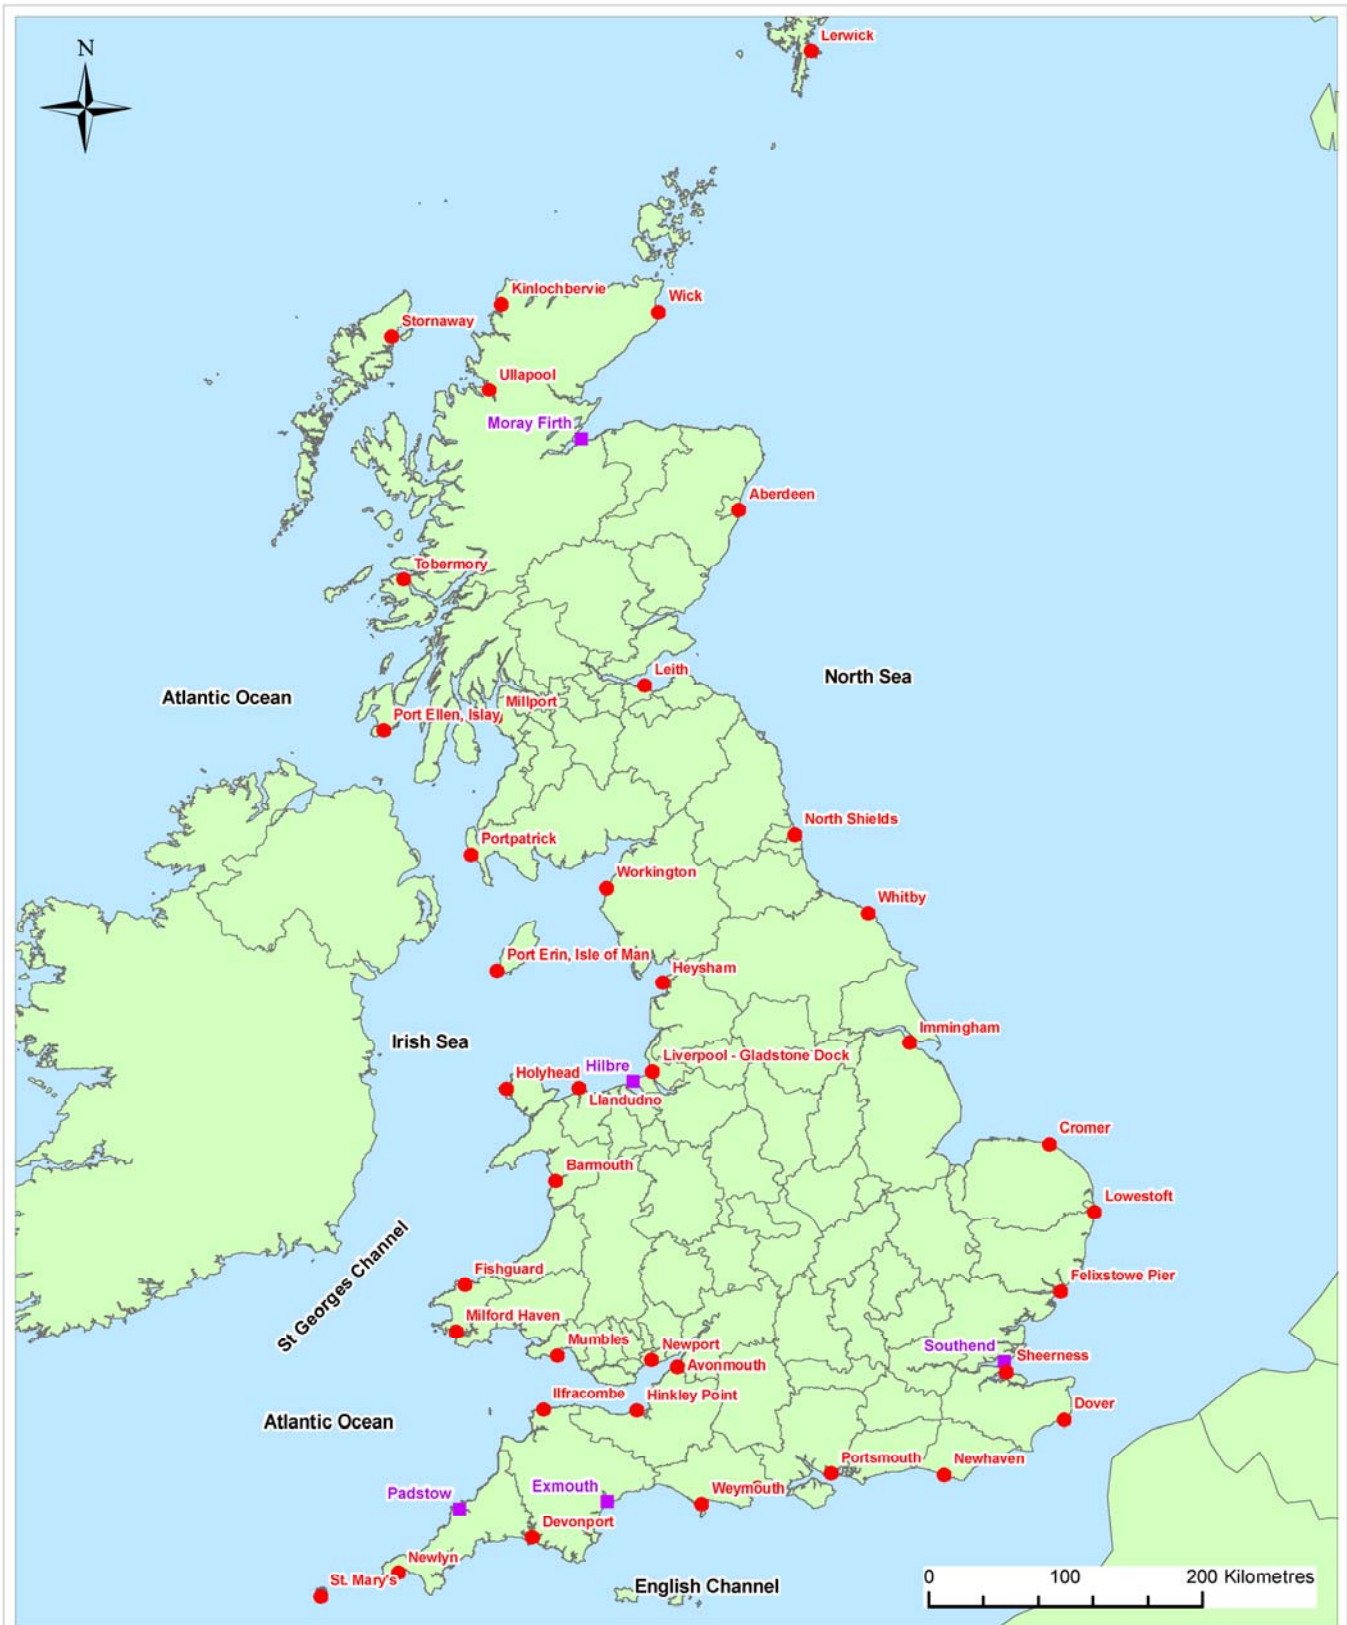 N
Lerwick
Kinlochbervie
Wick
Stornaway
Ullapool
Moray Firth
Aberdeen
Tobermory
Leith
North Sea
Atlantic Ocean
Millport
Port Ellen, Islay
North Shields
Portpatrick
Workington
Whitby
Port Erin, Isle of Man
Heysham
Immingham
Irish Sea
Liverpool - Gladstone Dock
Hilbre
Holyhead
Llandudno
Cromer
Barmouth
Lowestoft
St Georges Channel
Fishguard
Felixstowe Pier
Milford Haven
Mumbles
Newport
Southend
Sheerness
Avonmouth
Ilfracombe
Hinkley Point
Dover
Atlantic Ocean
Portsmouth
Newhaven
Padstow
Exmouth
Weymouth
Devonport
Newlyn
St. Mary's
English Channel
0 100 200 Kilometres